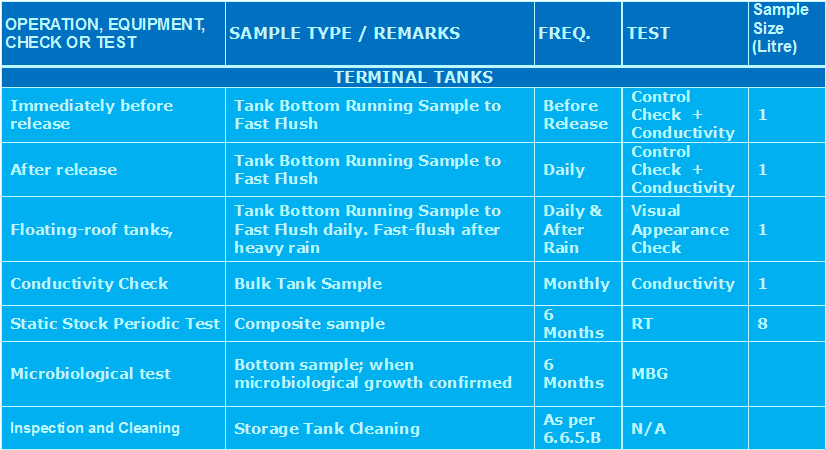 OPERATION, EQUIPMENT,
CHECK OR TEST
SAMPLE TYPE / REMARKS
FREQ.
TEST
Sample
Size
(Litre)
TERMINAL TANKS
Immediately before
release
Tank Bottom Running Sample to
Fast Flush
Before
Release
Control
Check +
Conductivity
1
After release
Tank Bottom Running Sample to
Fast Flush
Daily
Control
Check +
Conductivity
1
Floating-roof tanks,
Tank Bottom Running Sample to
Fast Flush daily. Fast-flush after
heavy rain
Daily &
After
Rain
Visual
Appearance
Check
1
Conductivity Check
Bulk Tank Sample
Monthly
Conductivity
1
Static Stock Periodic Test
Composite sample
6
Months
RT
8
Microbiological test
Bottom sample; when
microbiological growth confirmed
6
Months
MBG
Inspection and Cleaning
Storage Tank Cleaning
As per
6.6.5.B
N/A